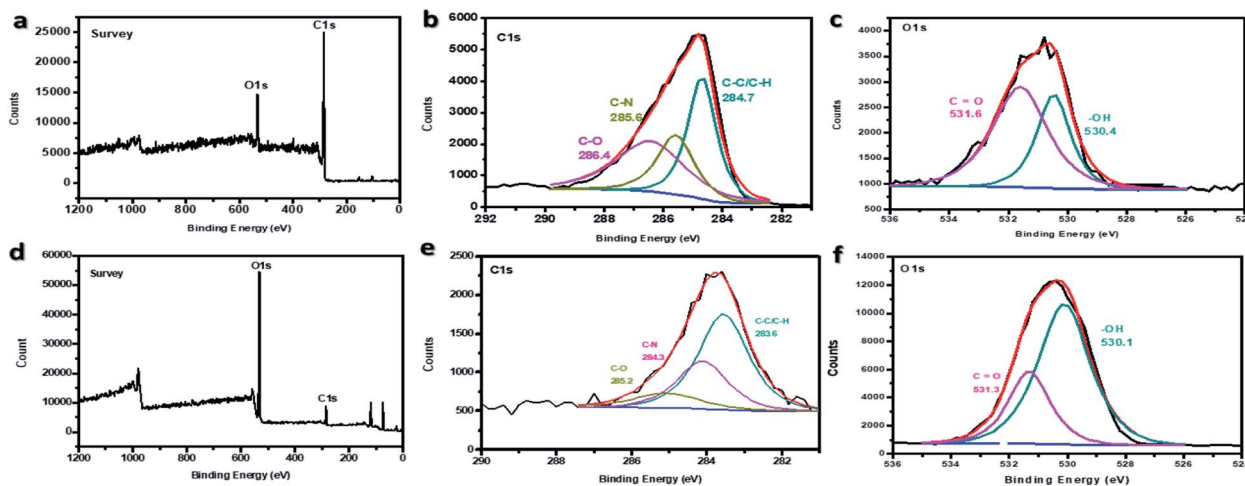 a
Survey
C1s
O1s
30000
25000
20000
15000
10000
5000
0
Counts
1200 1000 800 600 400 200 0
Binding Energy (eV)
b
C1s
C-C/C-H
284.7
C-N
285.6
C-O
286.4
6000
5000
4000
3000
2000
1000
0
Counts
292 290 288 286 284 282
Binding Energy (eV)
c
O1s
C = O
531.6
-OH
530.4
4000
3500
3000
2500
2000
1500
1000
500
Counts
536 534 532 530 528 526 524
Binding Energy (eV)
d
Survey
O1s
C1s
60000
50000
40000
30000
20000
10000
0
Count
1200 1000 800 600 400 200 0
Binding Energy (eV)
e
C1s
C-C/C-H
283.6
C-N
284.3
C-O
285.2
2500
2000
1500
1000
500
0
Counts
290 288 286 284 282
Binding Energy (eV)
f
O1s
-OH
530.1
C = O
531.3
14000
12000
10000
8000
6000
4000
2000
0
Counts
536 534 532 530 528 526 524
Binding Energy (eV)